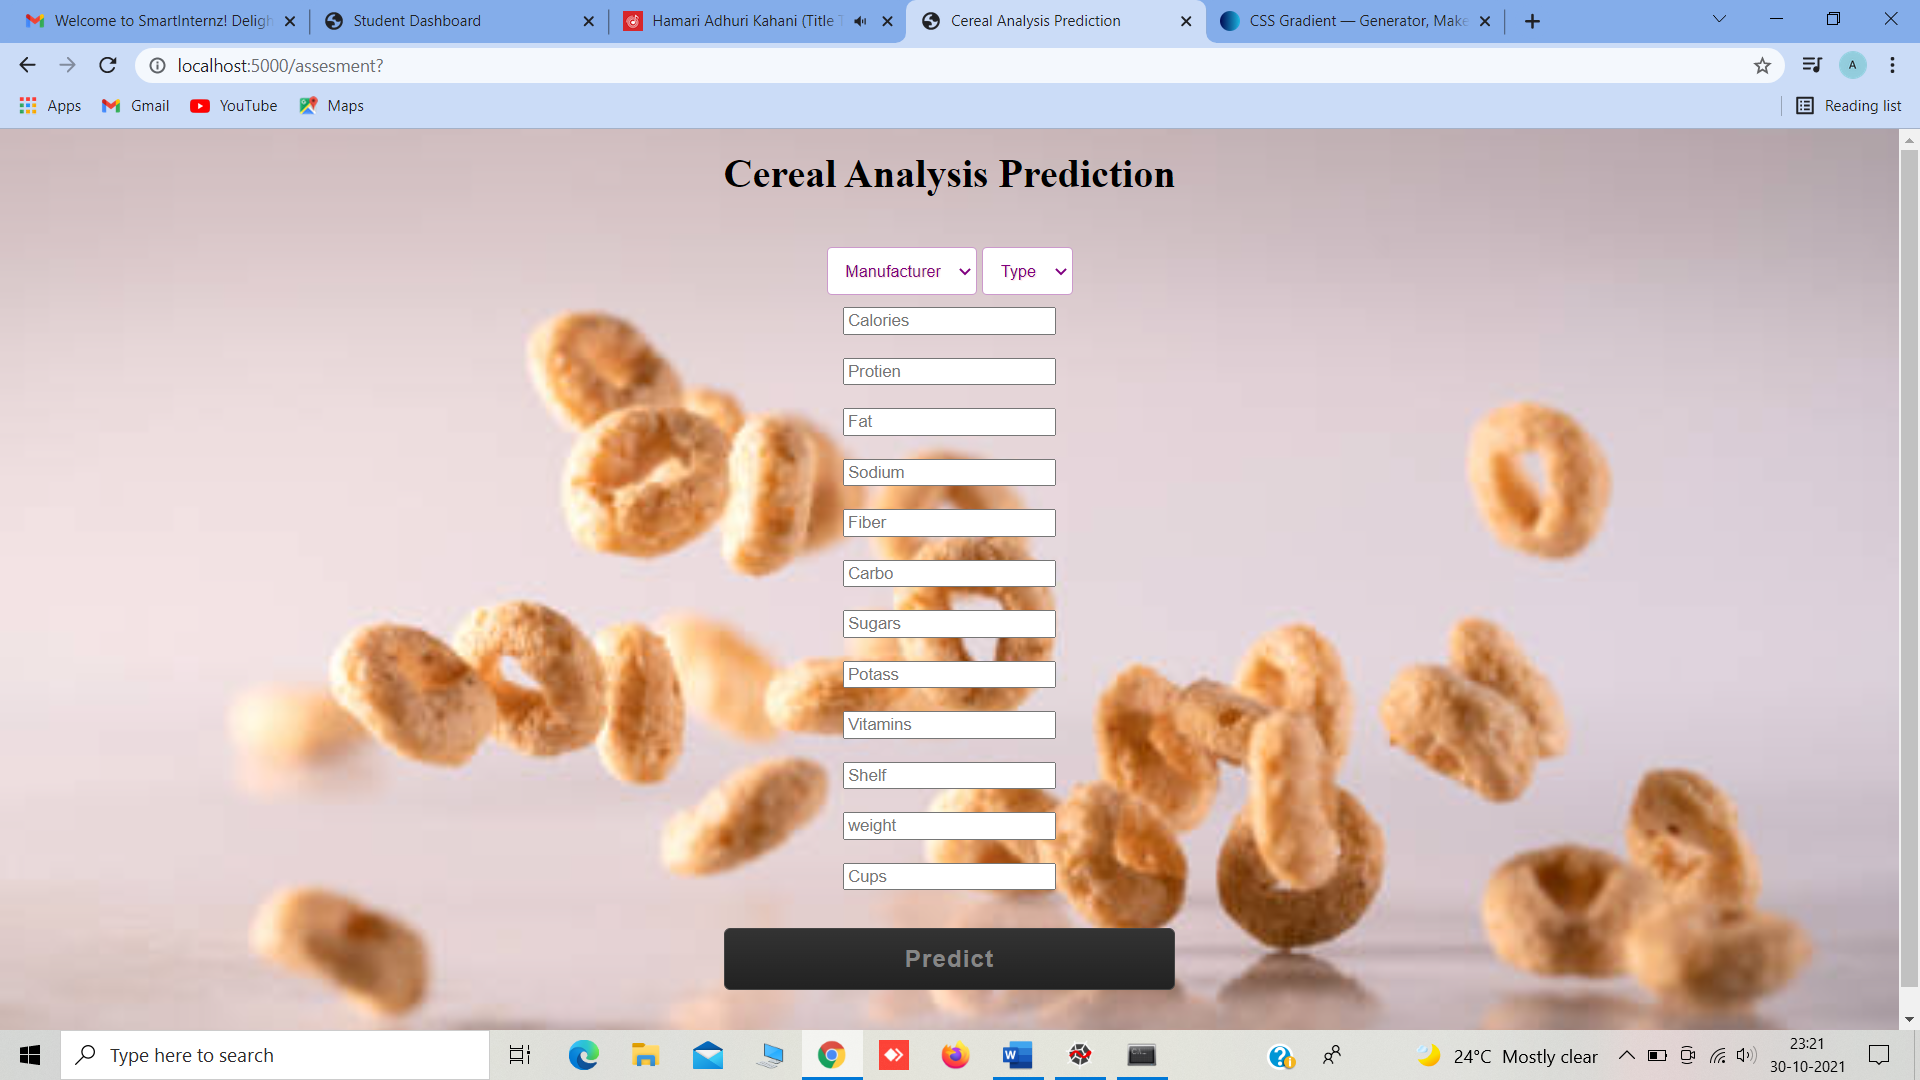 Welcome to SmartInternz! Deligh
Student Dashboard
Hamari Adhuri Kahani (Title T
Cereal Analysis Prediction
CSS Gradient — Generator, Make
localhost:5000/assesment?
A
Apps
Gmail
YouTube
Maps
Reading list
Cereal Analysis Prediction
Manufacturer
Type
Calories
Protien
Fat
Sodium
Fiber
Carbo
Sugars
Potass
Vitamins
Shelf
weight
Cups
Predict
Type here to search
24°C Mostly clear
23:21
30-10-2021